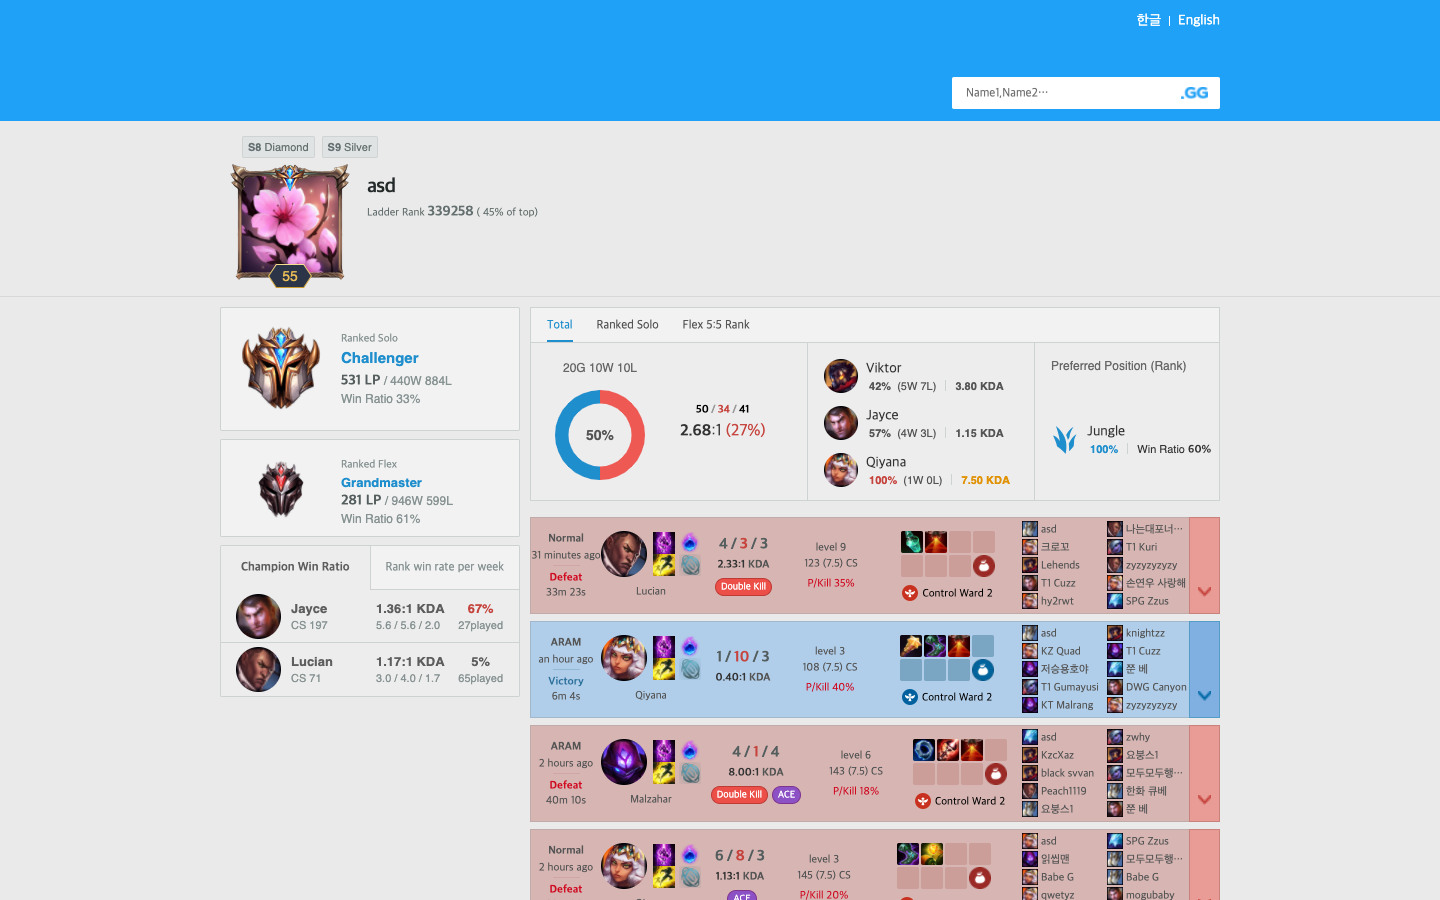 한글 | English
Name1,Name2… .GG
S8 Diamond S9 Silver
asd
Ladder Rank 339258 ( 45% of top)
55
Ranked Solo
Challenger
531 LP / 440W 884L
Win Ratio 33%
Ranked Flex
Grandmaster
281 LP / 946W 599L
Win Ratio 61%
Champion Win Ratio Rank win rate per week
Jayce 1.36:1 KDA 67%
CS 197 5.6 / 5.6 / 2.0 27played
Lucian 1.17:1 KDA 5%
CS 71 3.0 / 4.0 / 1.7 65played
Total Ranked Solo Flex 5:5 Rank
20G 10W 10L
50%
50 / 34 / 41
2.68:1 (27%)
Viktor
42% (5W 7L) 3.80 KDA
Jayce
57% (4W 3L) 1.15 KDA
Qiyana
100% (1W 0L) 7.50 KDA
Preferred Position (Rank)
Jungle
100% Win Ratio 60%
Normal
31 minutes ago
Defeat
33m 23s
Lucian
4 / 3 / 3
2.33:1 KDA
Double Kill
level 9
123 (7.5) CS
P/Kill 35%
Control Ward 2
asd
크로꼬
Lehends
T1 Cuzz
hy2rwt
나는대포너…
T1 Kuri
zyzyzyzyzy
손연우 사랑해
SPG Zzus
ARAM
an hour ago
Victory
6m 4s
Qiyana
1 / 10 / 3
0.40:1 KDA
level 3
108 (7.5) CS
P/Kill 40%
Control Ward 2
asd
KZ Quad
저승용호야
T1 Gumayusi
KT Malrang
knightzz
T1 Cuzz
쭌 베
DWG Canyon
zyzyzyzyzy
ARAM
2 hours ago
Defeat
40m 10s
Malzahar
4 / 1 / 4
8.00:1 KDA
Double Kill ACE
level 6
143 (7.5) CS
P/Kill 18%
Control Ward 2
asd
KzcXaz
black svvan
Peach1119
요붕스1
zwhy
요붕스1
모두모두행…
한화 큐베
쭌 베
Normal
2 hours ago
Defeat
6 / 8 / 3
1.13:1 KDA
ACE
level 3
145 (7.5) CS
P/Kill 20%
asd
읽씹맨
Babe G
qwetyz
SPG Zzus
모두모두행…
Babe G
mogubaby